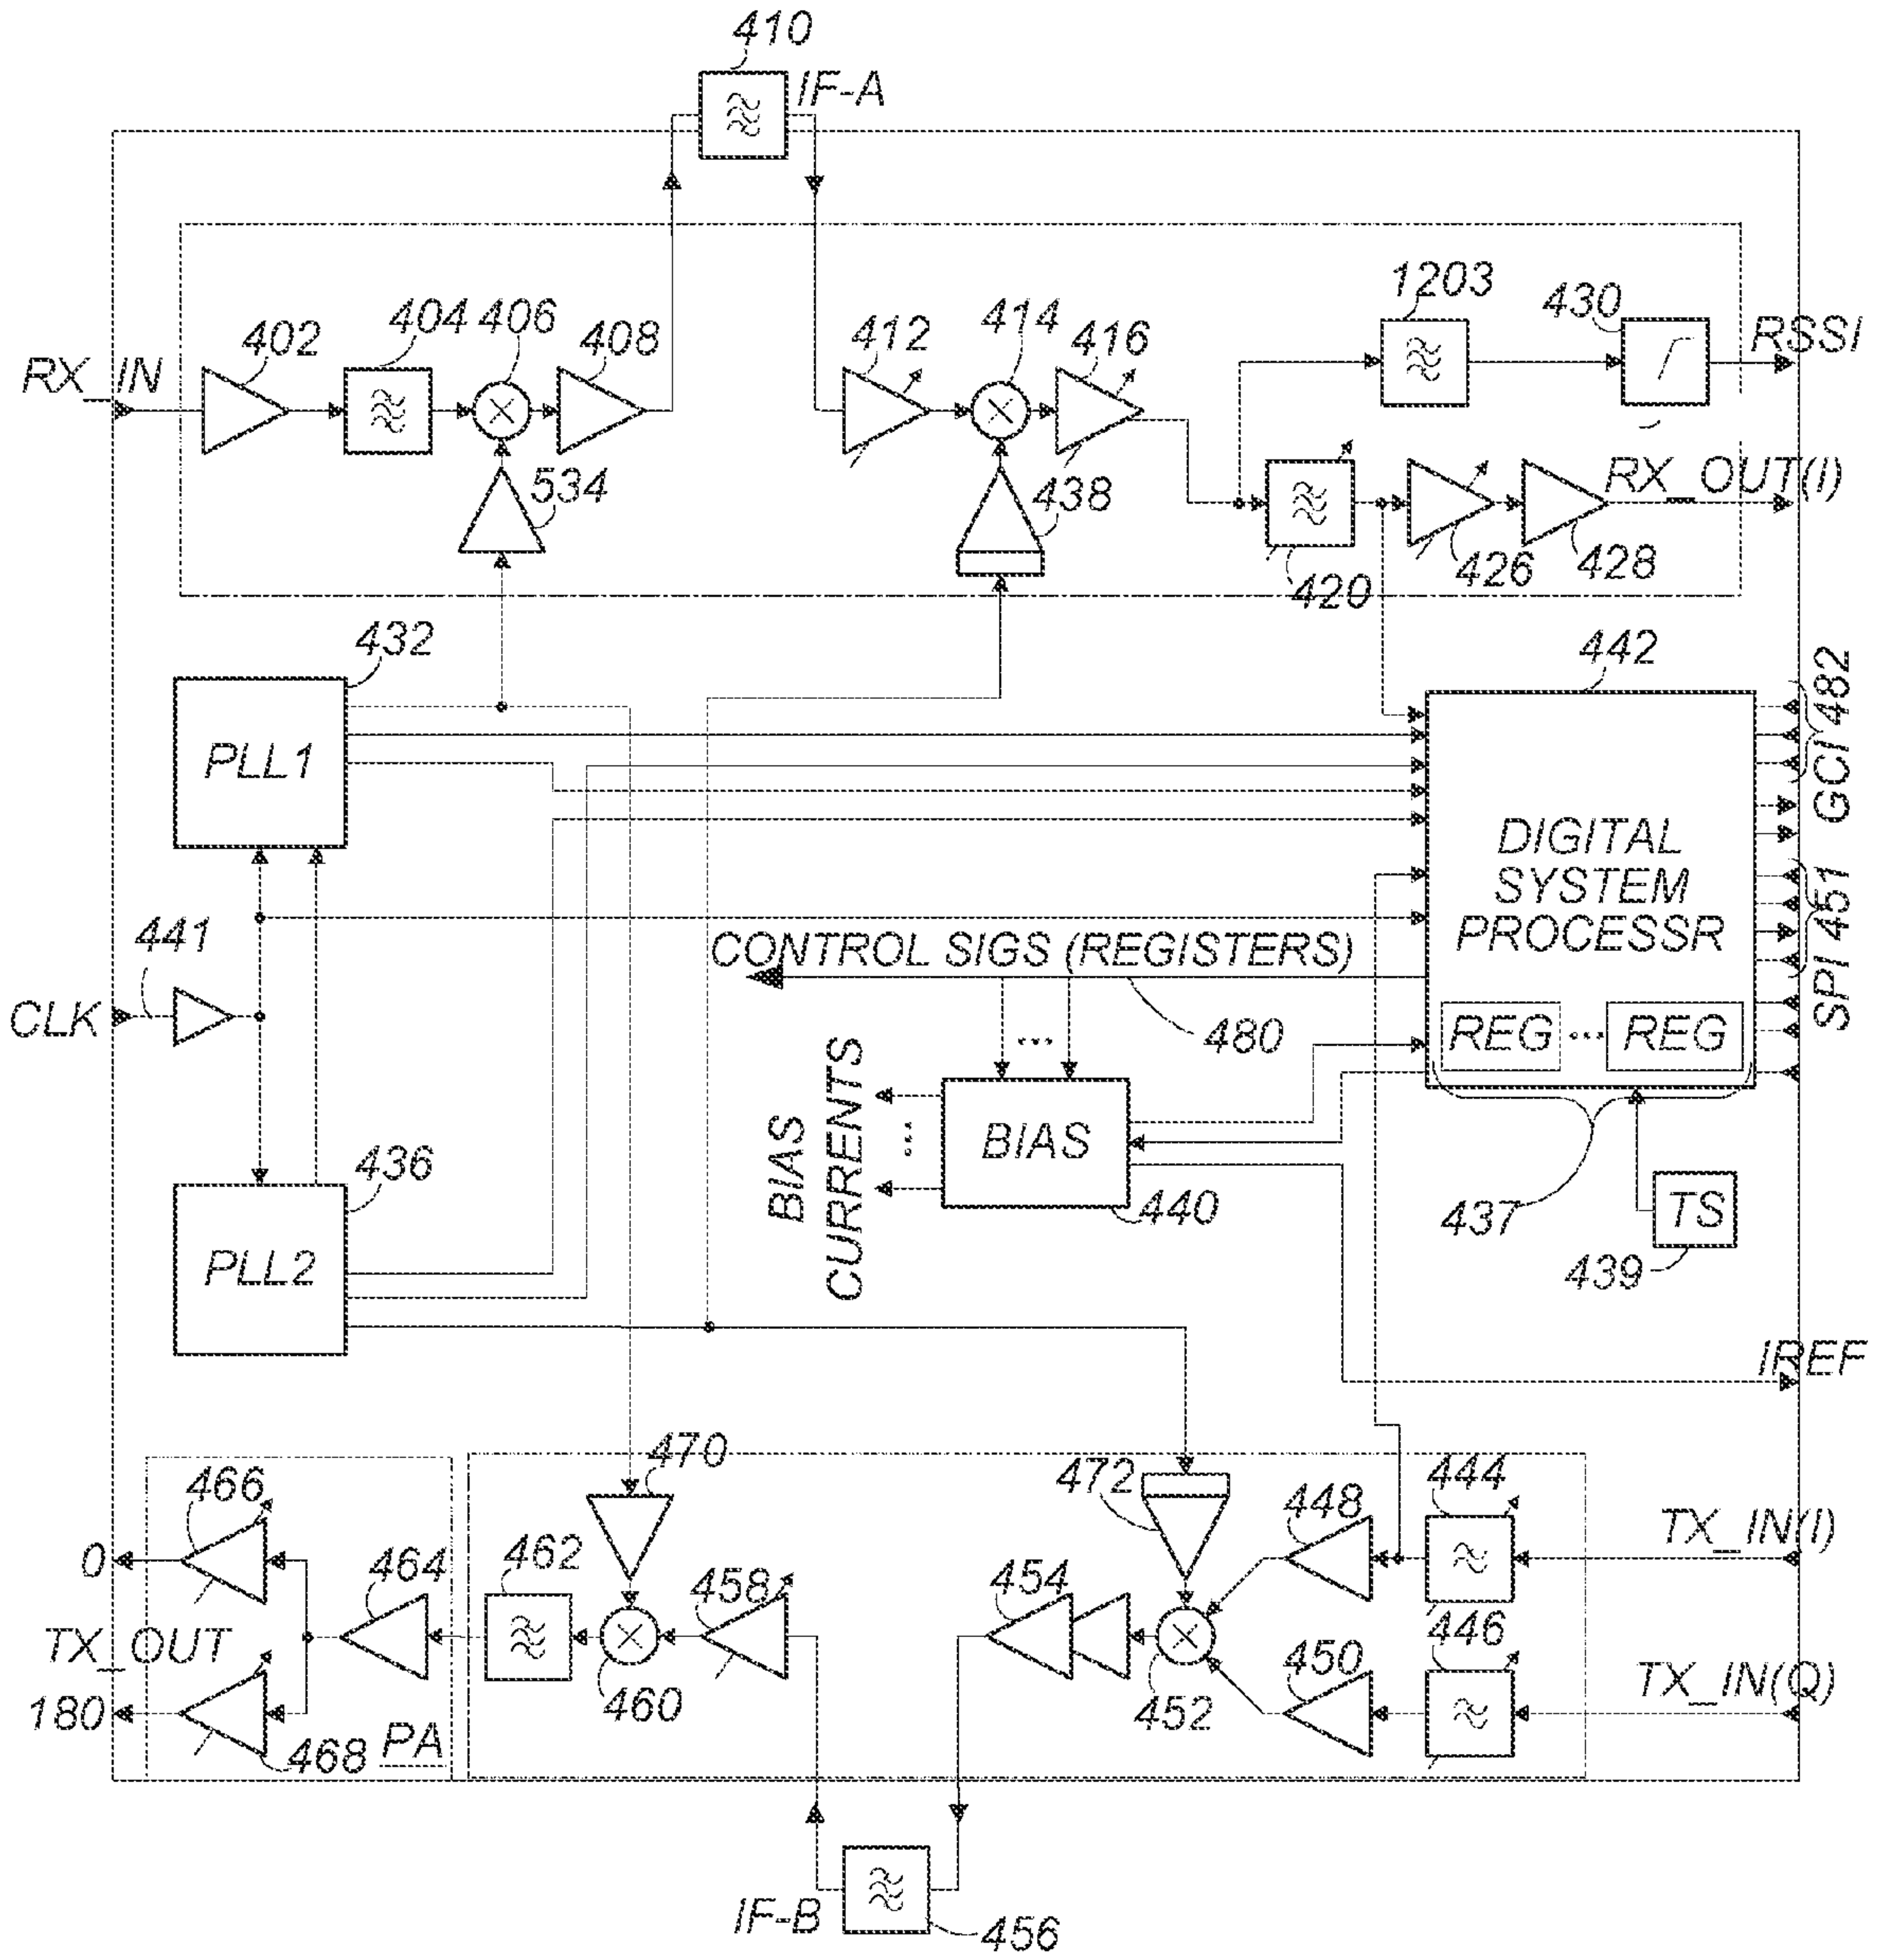 410
IF-A
1203
430
RSSI
404
406
414
402
408
412
416
RX_IN
534
438
RX_OUT(I)
420
426
428
432
442
GCI 482
PLL1
DIGITAL
SYSTEM
PROCESSR
SPI 451
441
CONTROL SIGS (REGISTERS)
CLK
480
REG ... REG
...
BIAS
CURRENTS
...
BIAS
436
440
437
TS
439
PLL2
IREF
470
472
444
466
448
TX_IN(I)
0
462
464
458
454
446
TX_OUT
450
TX_IN(Q)
180
460
452
468
PA
IF-B
456